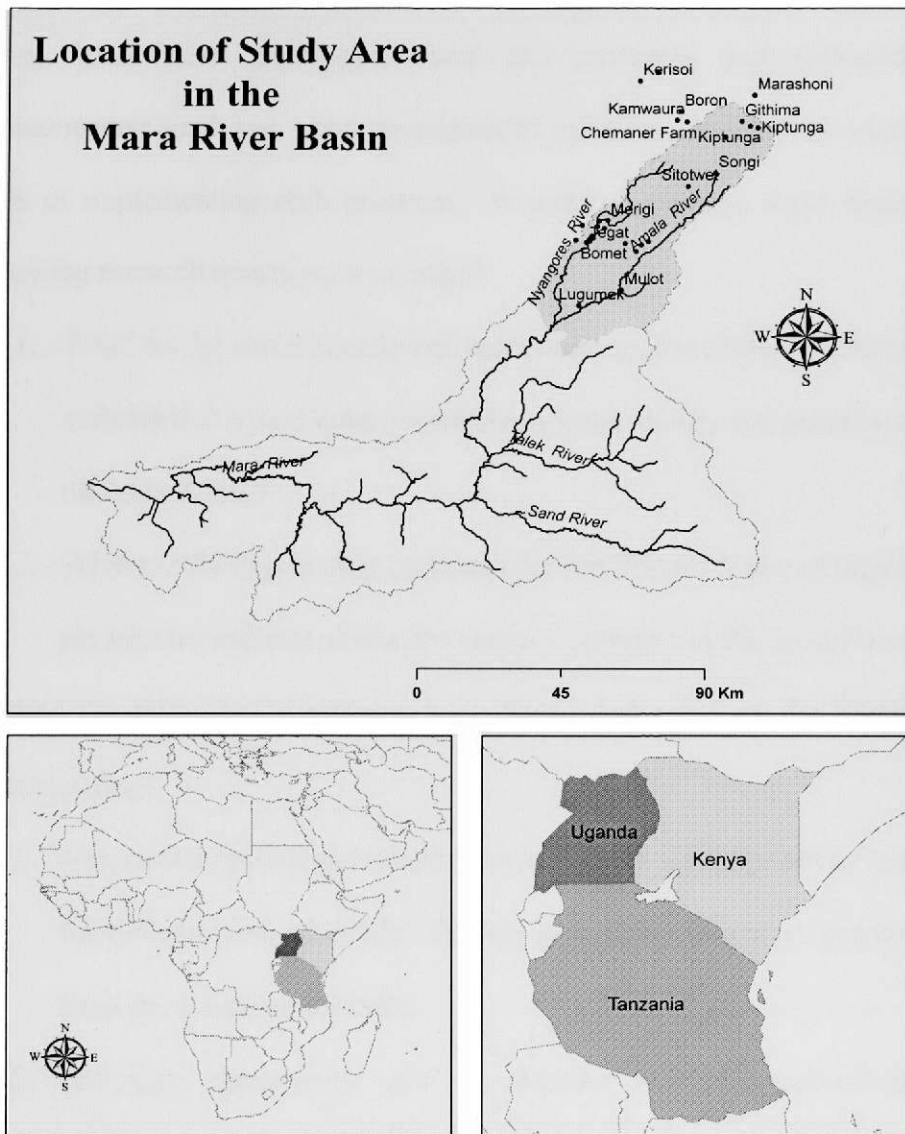 Location of Study Area
in the
Mara River Basin
Kerisoi
Marashoni
Kamwaura
Boron
Githima
Chemaner Farm
Kiptunga
Kiptunga
Songi
Sitotwet
Merigi
Nyangores River
Tegat
Amala River
Bomet
Mulot
Lugumek
N
W
E
S
Talek River
Mara River
Sand River
0 45 90 Km
Uganda
Kenya
Tanzania
N
W
E
S